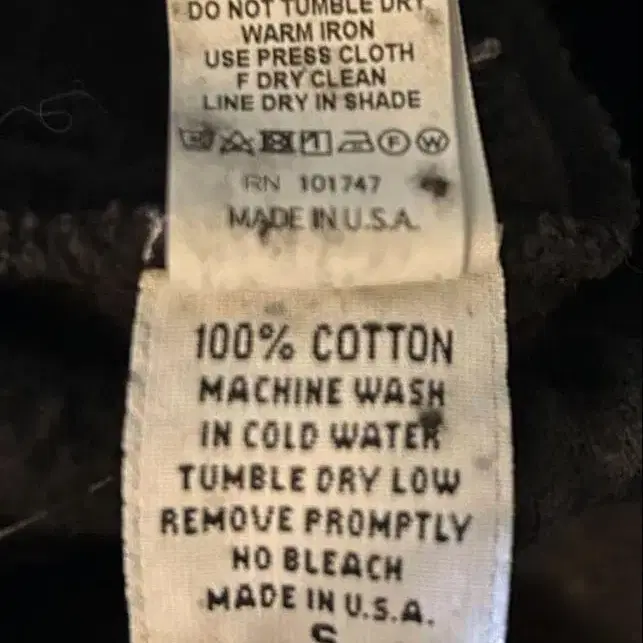 DO NOT TUMBLE DRY
WARM IRON
USE PRESS CLOTH
F DRY CLEAN
LINE DRY IN SHADE
F W
RN 101747
MADE IN U.S.A.
100% COTTON
MACHINE WASH
IN COLD WATER
TUMBLE DRY LOW
REMOVE PROMPTLY
NO BLEACH
MADE IN U.S.A.
S